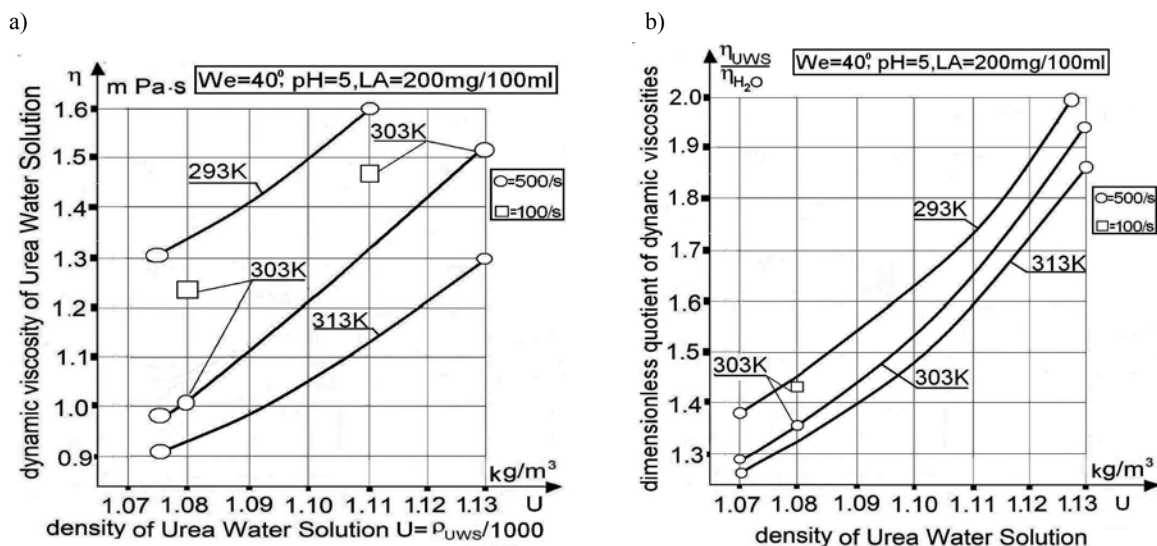 a)
η
m Pa·s
We=40⁰, pH=5, LA=200mg/100ml
dynamic viscosity of Urea Water Solution
1.6
1.5
1.4
1.3
1.2
1.1
1.0
0.9
293K
303K
303K
313K
○=500/s
□=100/s
kg/m³
1.07 1.08 1.09 1.10 1.11 1.12 1.13 U
density of Urea Water Solution U=ρUWS/1000
b)
ηUWS
ηH₂O
We=40⁰, pH=5, LA=200mg/100ml
dimensionless quotient of dynamic viscosities
2.0
1.9
1.8
1.7
1.6
1.5
1.4
1.3
293K
313K
303K
303K
○=500/s
□=100/s
kg/m³
1.07 1.08 1.09 1.10 1.11 1.12 1.13 U
density of Urea Water Solution